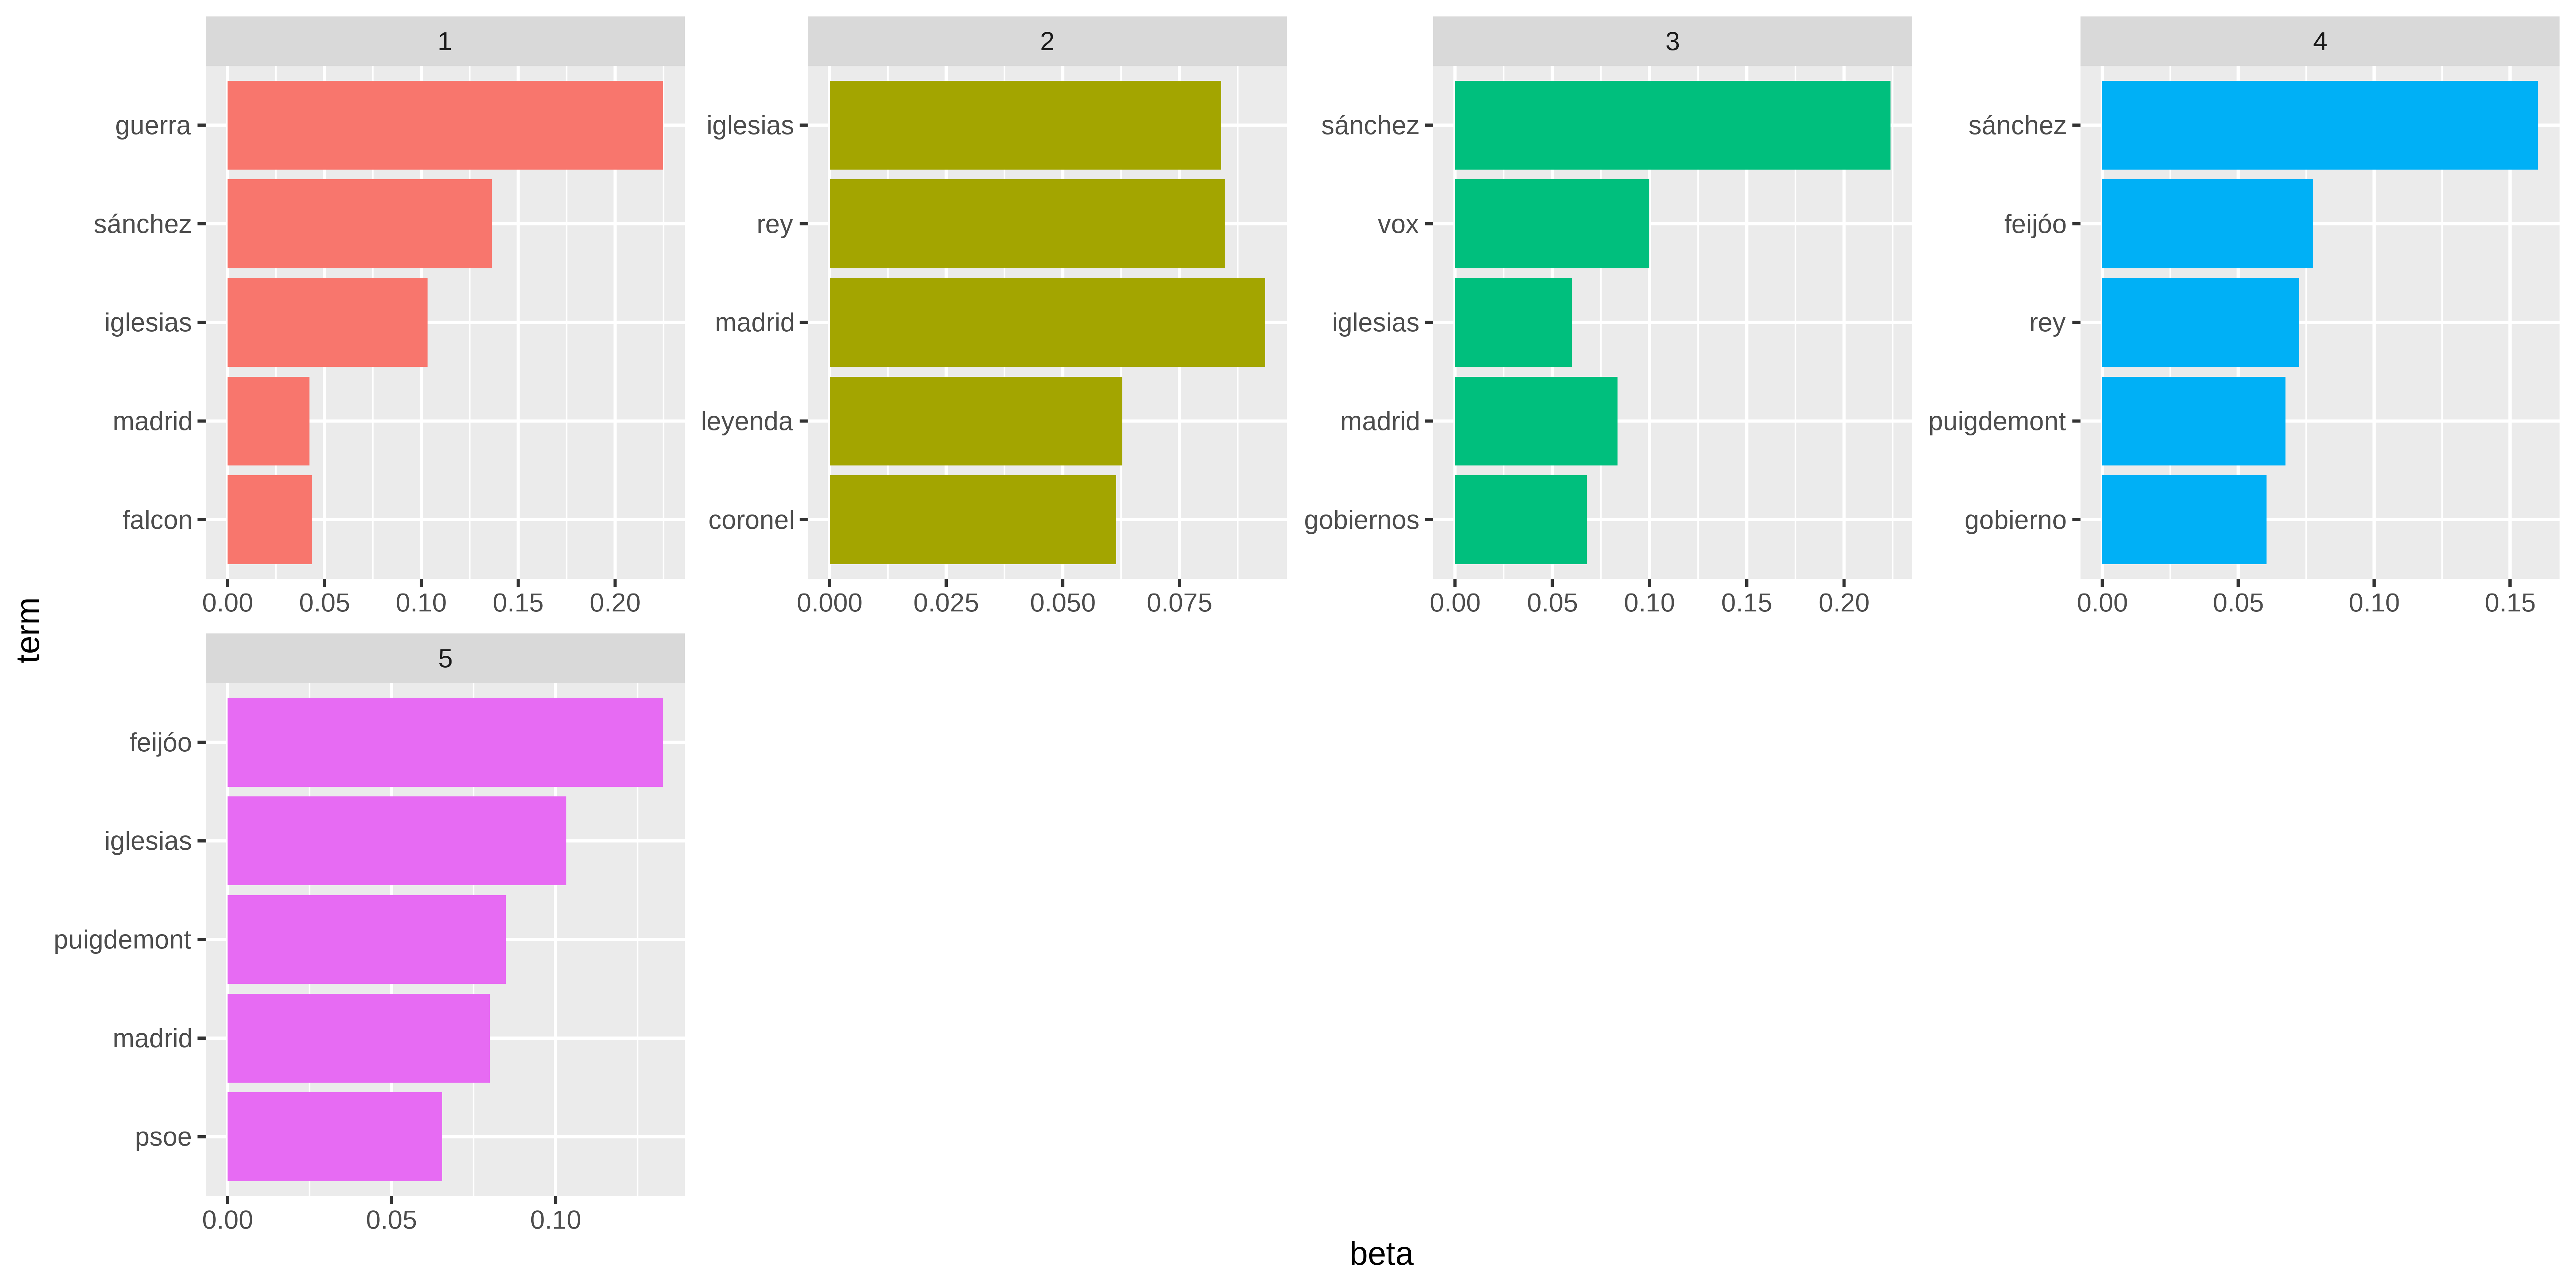 1
guerra
sánchez
iglesias
madrid
falcon
0.00 0.05 0.10 0.15 0.20
2
iglesias
rey
madrid
leyenda
coronel
0.000 0.025 0.050 0.075
3
sánchez
vox
iglesias
madrid
gobiernos
0.00 0.05 0.10 0.15 0.20
4
sánchez
feijóo
rey
puigdemont
gobierno
0.00 0.05 0.10 0.15
5
feijóo
iglesias
puigdemont
madrid
psoe
0.00 0.05 0.10
term
beta